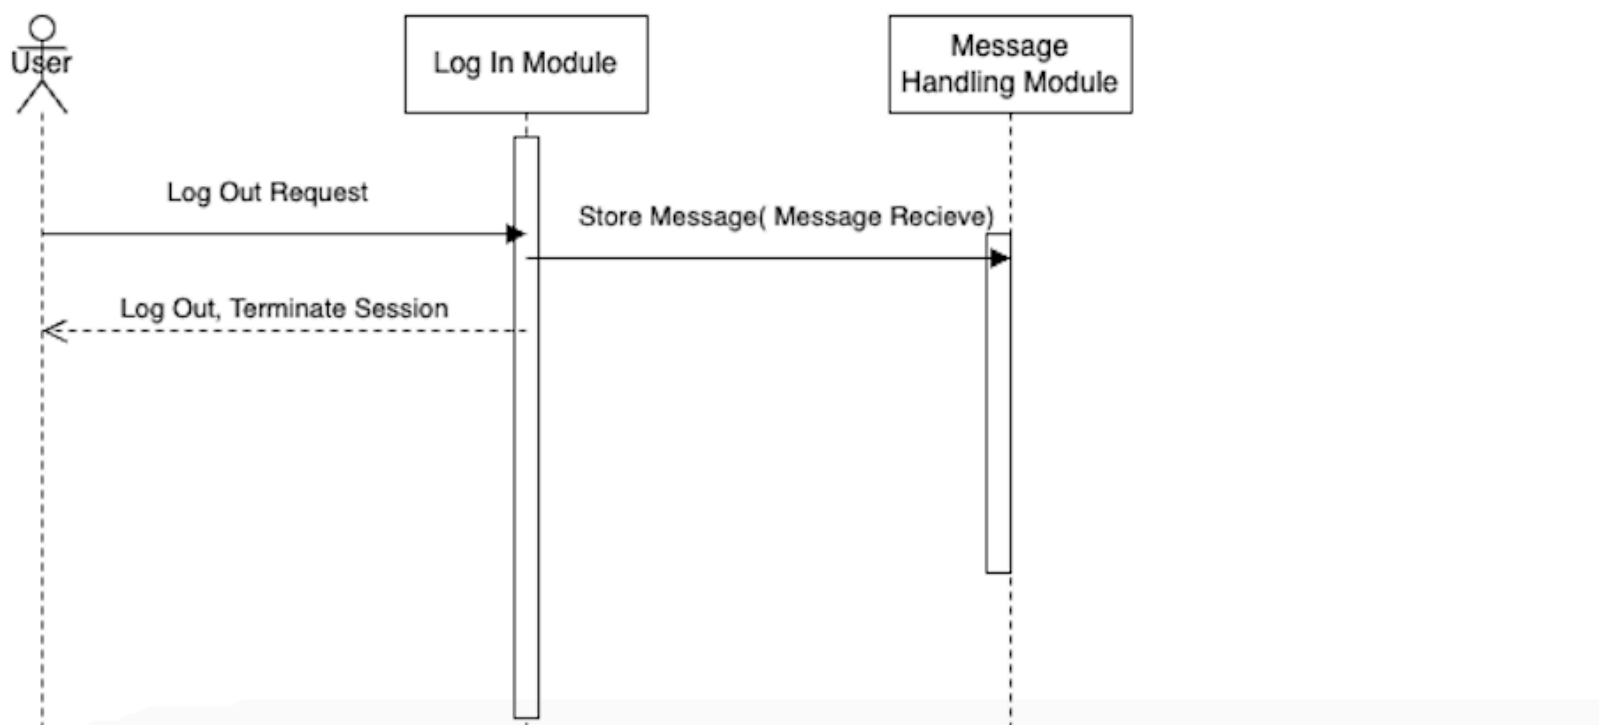 User
Log In Module
Message
Handling Module
Log Out Request
Store Message( Message Recieve)
Log Out, Terminate Session